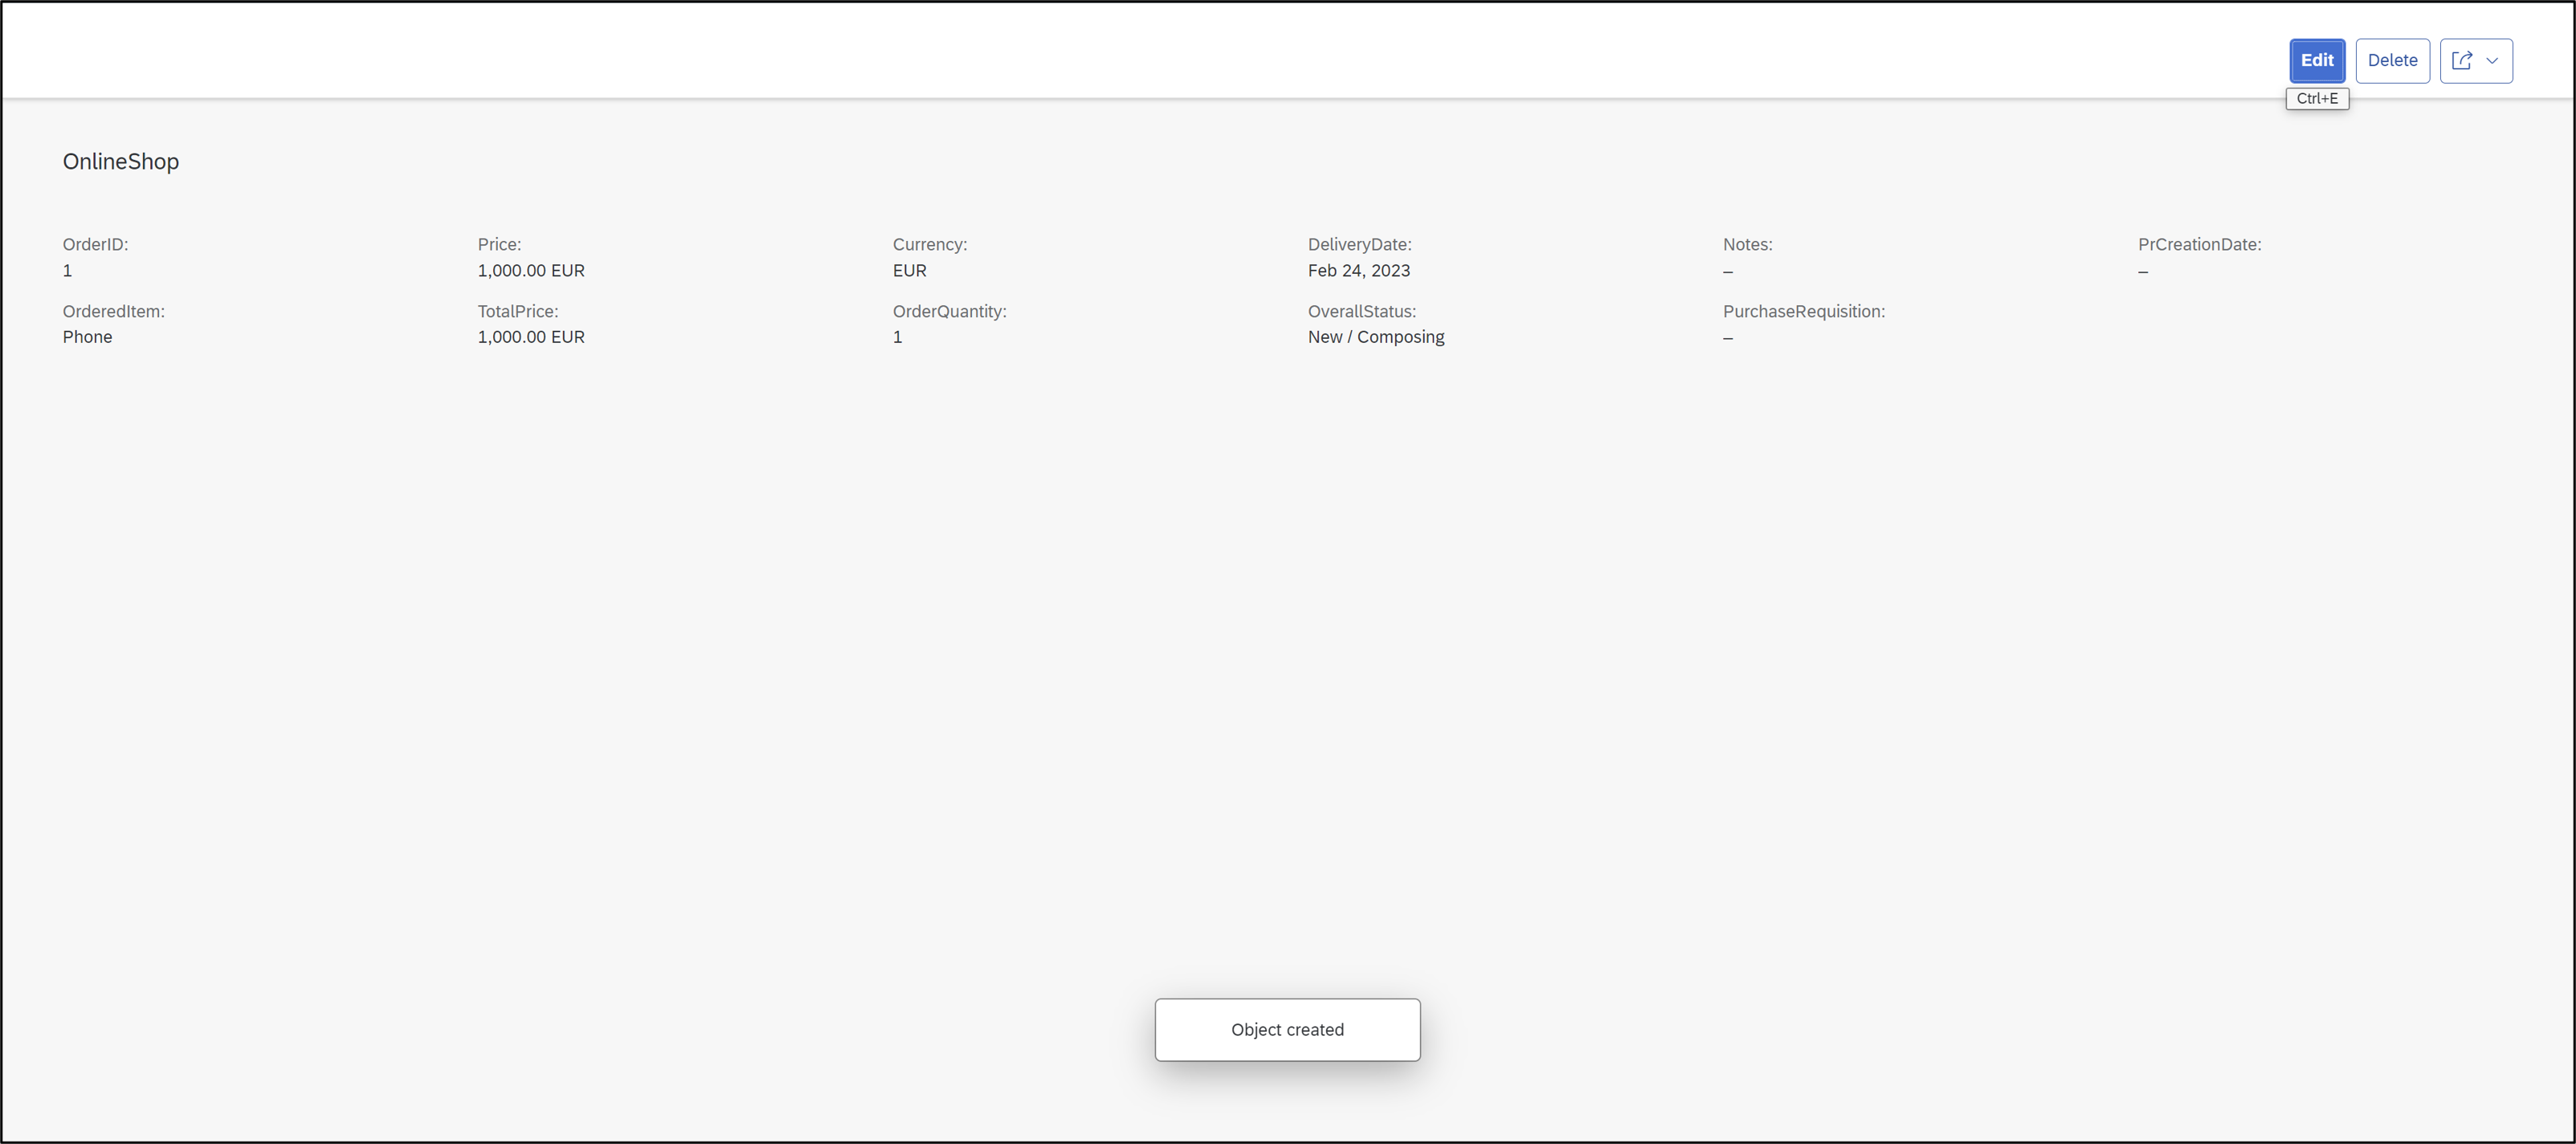 Edit Delete
Ctrl+E
OnlineShop
OrderID: Price: Currency: DeliveryDate: Notes: PrCreationDate:
1 1,000.00 EUR EUR Feb 24, 2023 – –
OrderedItem: TotalPrice: OrderQuantity: OverallStatus: PurchaseRequisition:
Phone 1,000.00 EUR 1 New / Composing –
Object created